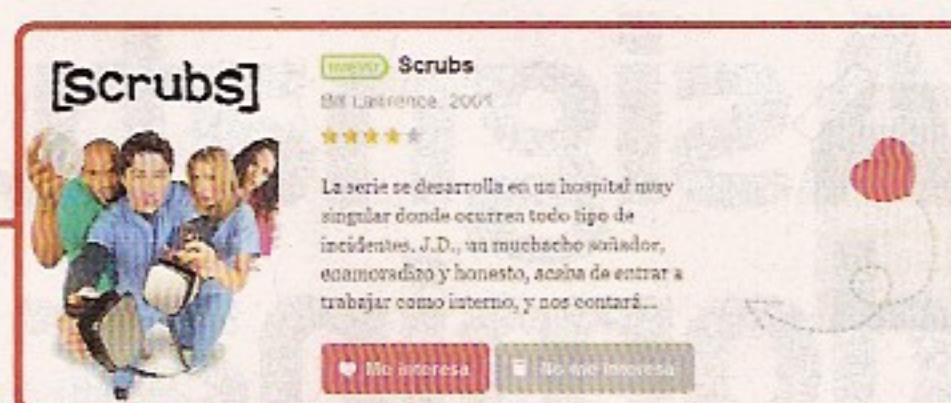 [scrubs]
nuevo Scrubs
Bill Lawrence, 2001
La serie se desarrolla en un hospital muy
singular donde ocurren todo tipo de
incidentes. J.D., un muchacho soñador,
enamoradizo y honesto, acaba de entrar a
trabajar como interno, y nos contará...
Me interesa
No me interesa